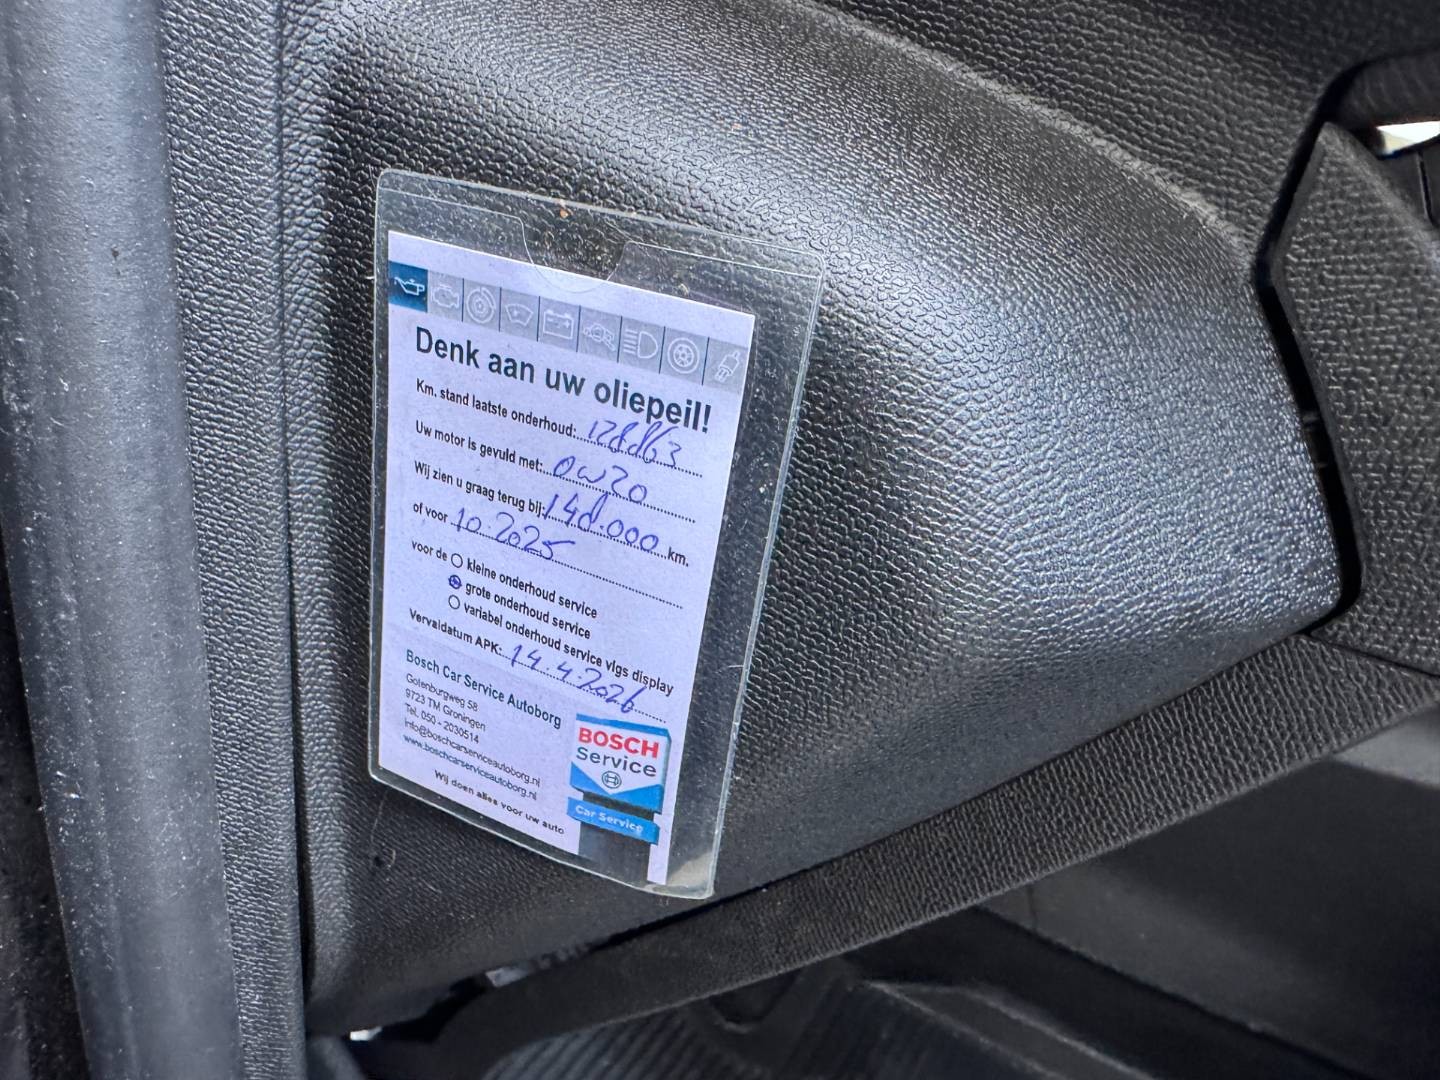 Denk aan uw oliepeil!
Km. stand laatste onderhoud:
Uw motor is gevuld met: 0W20
Wij zien u graag terug bij: km.
of voor 10.2025
voor de kleine onderhoud service
grote onderhoud service
variabel onderhoud service vlgs display
Vervaldatum APK: 14.4.2026
Bosch Car Service Autoborg
Gotenburgweg 58
9723 TM Groningen
Tel. 050 - 2030514
info@boschcarserviceautoborg.nl
www.boschcarserviceautoborg.nl
Wij doen alles voor uw auto
BOSCH
Service
Car Service